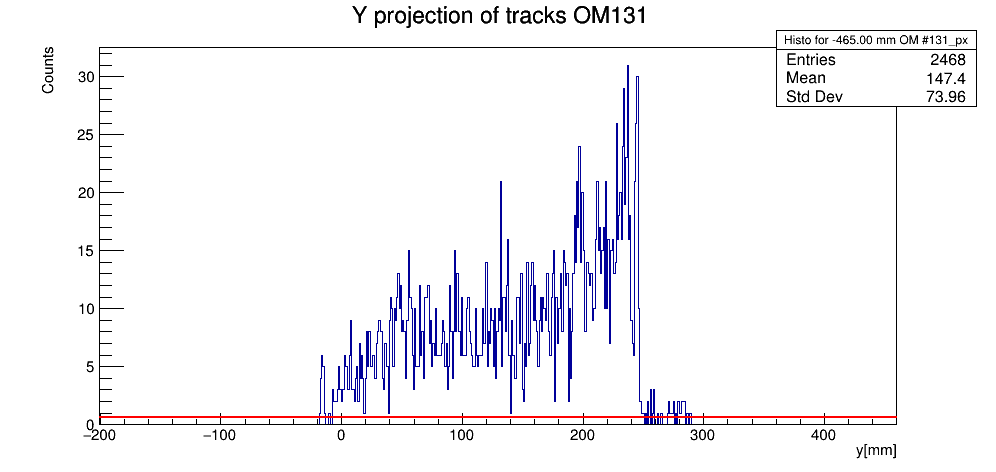 Y projection of tracks OM131
Histo for -465.00 mm OM #131_px
Entries 2468
Mean 147.4
Std Dev 73.96
Counts
30
25
20
15
10
5
0
−200 −100 0 100 200 300 400
y[mm]